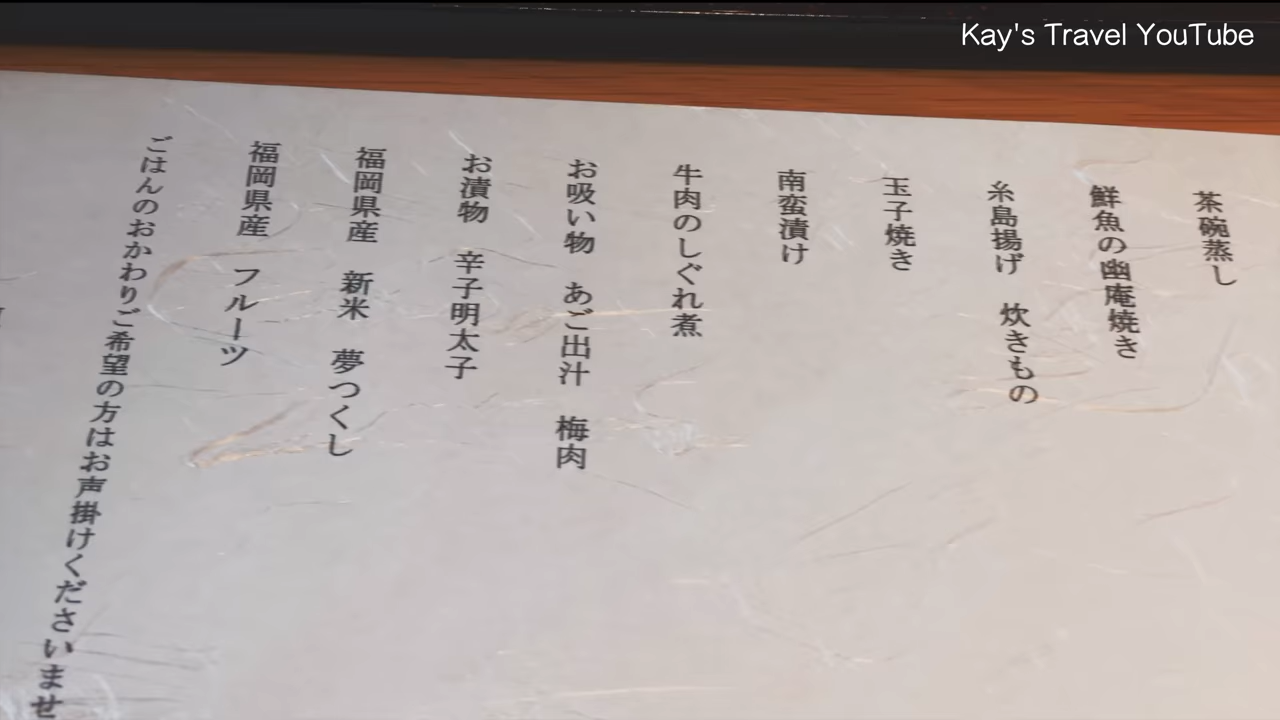 Kay's Travel YouTube
茶碗蒸し
鮮魚の幽庵焼き
糸島揚げ　炊きもの
玉子焼き
南蛮漬け
牛肉のしぐれ煮
お吸い物　あご出汁　梅肉
お漬物　辛子明太子
福岡県産　新米　夢つくし
福岡県産　フルーツ
ごはんのおかわりご希望の方はお声掛けくださいませ